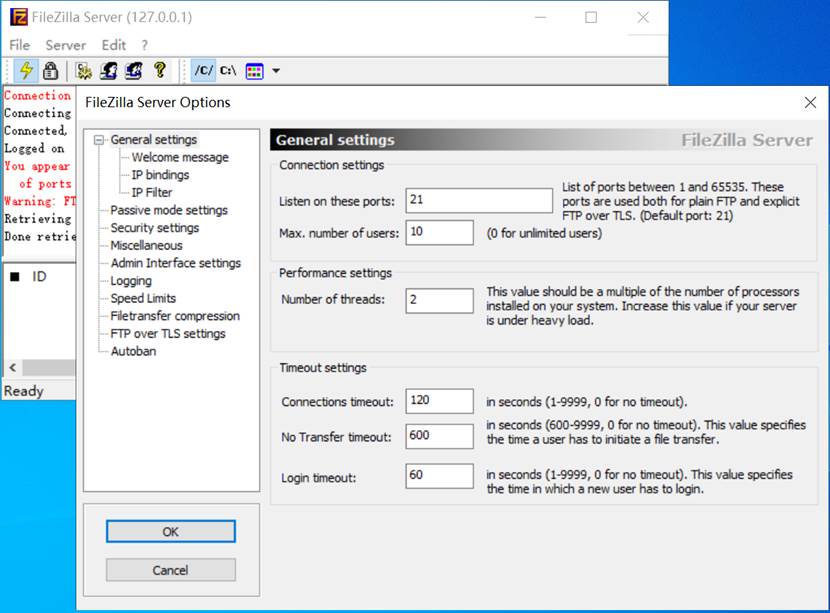 FileZilla Server (127.0.0.1)
File Server Edit ?
/C/ C:\
Connection
Connecting
Connected,
Logged on
You appear
of ports
Warning: FT
Retrieving
Done retrie
ID
Ready
FileZilla Server Options
General settings
Welcome message
IP bindings
IP Filter
Passive mode settings
Security settings
Miscellaneous
Admin Interface settings
Logging
Speed Limits
Filetransfer compression
FTP over TLS settings
Autoban
OK
Cancel
General settings FileZilla Server
Connection settings
Listen on these ports: 21
List of ports between 1 and 65535. These
ports are used both for plain FTP and explicit
FTP over TLS. (Default port: 21)
Max. number of users: 10 (0 for unlimited users)
Performance settings
Number of threads: 2
This value should be a multiple of the number of processors
installed on your system. Increase this value if your server
is under heavy load.
Timeout settings
Connections timeout: 120 in seconds (1-9999, 0 for no timeout).
No Transfer timeout: 600
in seconds (600-9999, 0 for no timeout). This value specifies
the time a user has to initiate a file transfer.
Login timeout: 60
in seconds (1-9999, 0 for no timeout). This value specifies
the time in which a new user has to login.